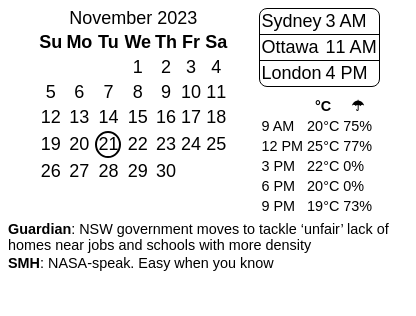 November 2023
Su Mo Tu We Th Fr Sa
1 2 3 4
5 6 7 8 9 10 11
12 13 14 15 16 17 18
19 20 21 22 23 24 25
26 27 28 29 30
Sydney 3 AM
Ottawa 11 AM
London 4 PM
°C ☂
9 AM 20°C 75%
12 PM 25°C 77%
3 PM 22°C 0%
6 PM 20°C 0%
9 PM 19°C 73%
Guardian: NSW government moves to tackle ‘unfair’ lack of
homes near jobs and schools with more density
SMH: NASA-speak. Easy when you know